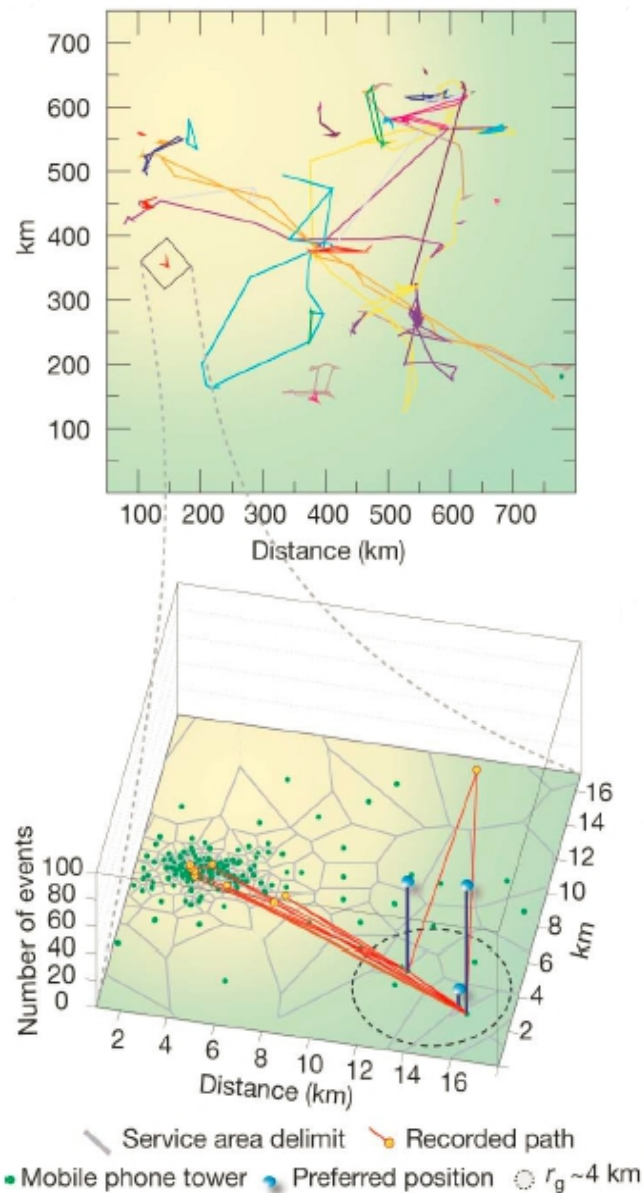 700
600
500
400
300
200
100
km
100 200 300 400 500 600 700
Distance (km)
100
80
60
40
20
0
Number of events
2 4 6 8 10 12 14 16
Distance (km)
16
14
12
10
8
6
4
2
km
Service area delimit Recorded path
Mobile phone tower Preferred position rg ~4 km